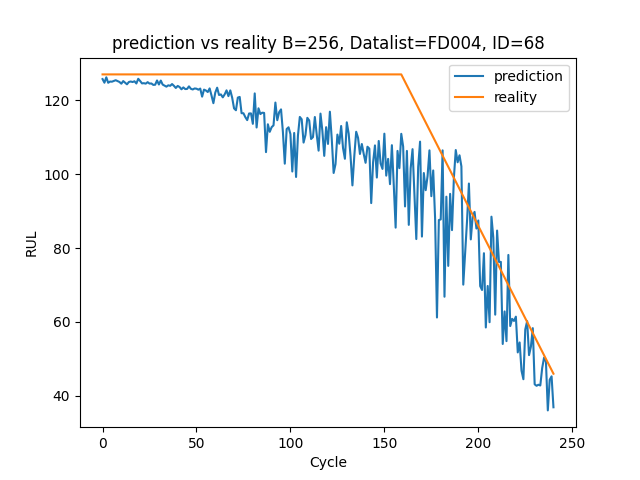 prediction vs reality B=256, Datalist=FD004, ID=68
prediction
reality
120
100
80
60
40
RUL
0 50 100 150 200 250
Cycle